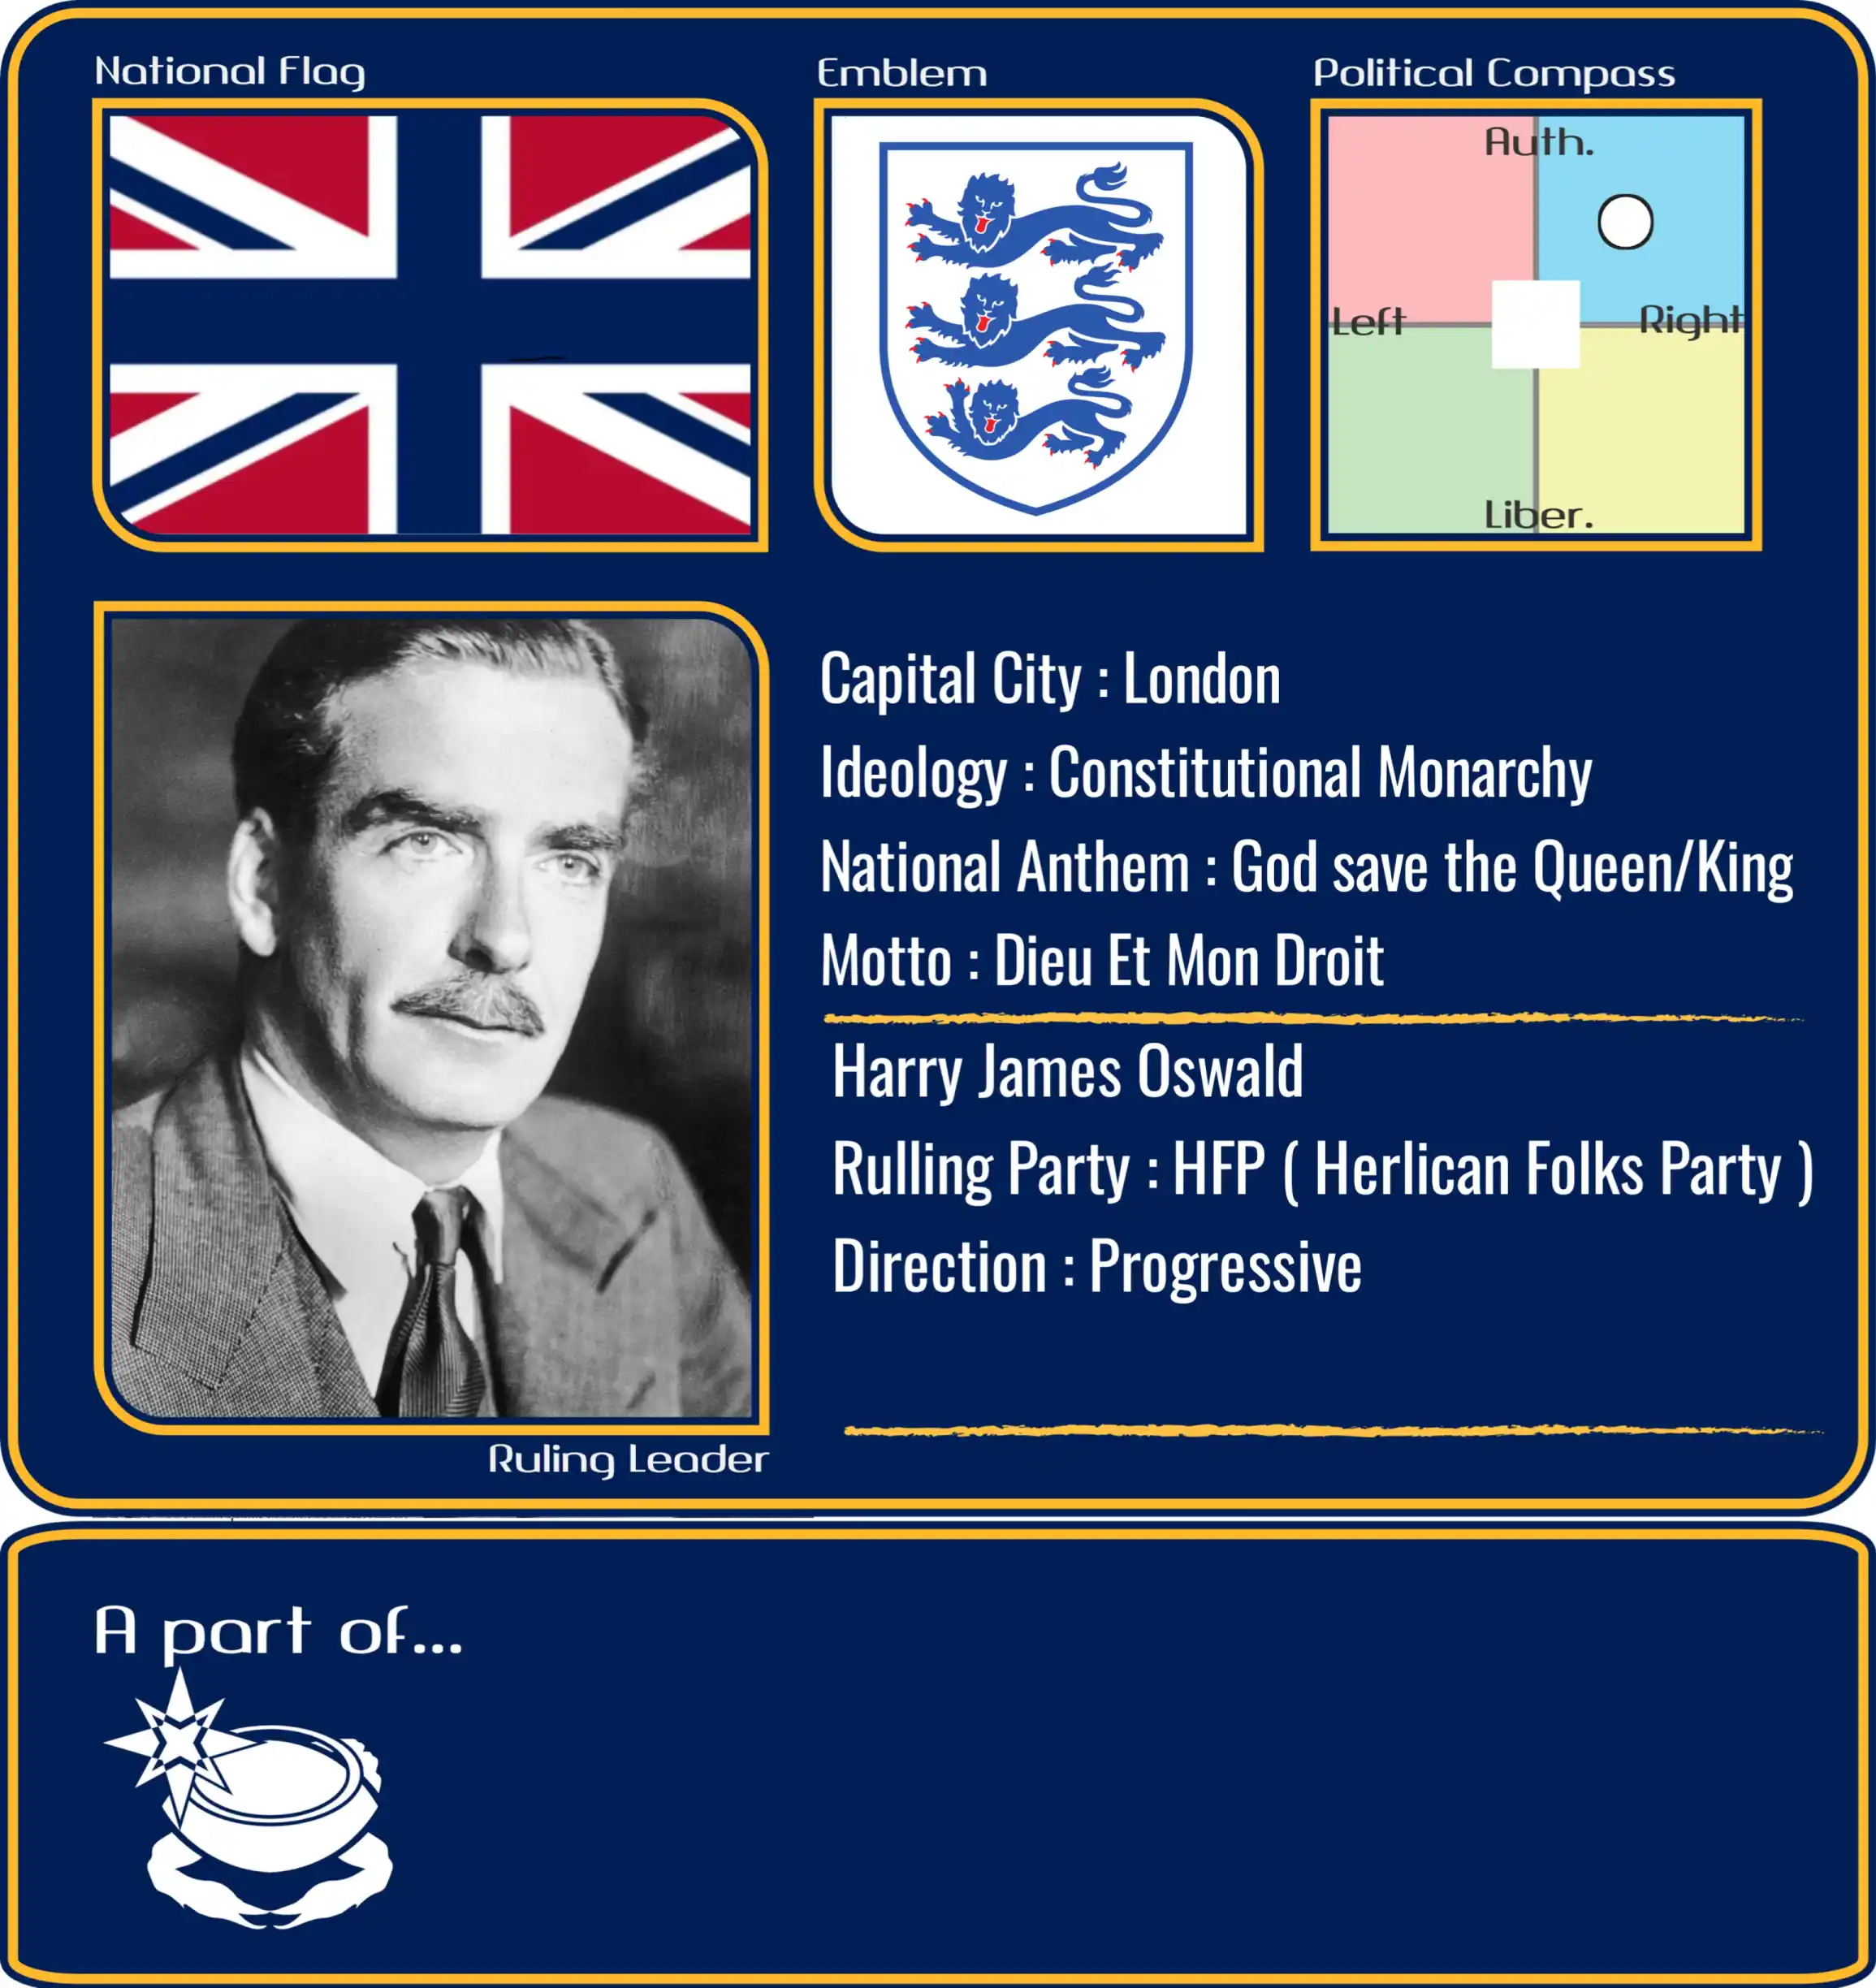 National Flag
Emblem
Political Compass
Auth.
Left
Right
Liber.
Capital City : London
Ideology : Constitutional Monarchy
National Anthem : God save the Queen/King
Motto : Dieu Et Mon Droit
Harry James Oswald
Rulling Party : HFP ( Herlican Folks Party )
Direction : Progressive
Ruling Leader
A part of...